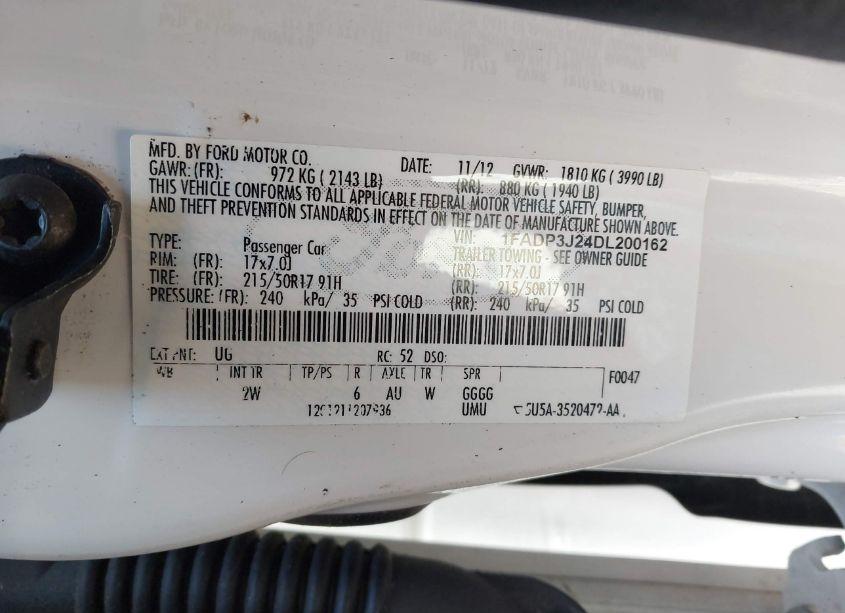 MFD. BY FORD MOTOR CO. DATE: 11/12 GVWR: 1810 KG ( 3990 LB)
GAWR: (FR): 972 KG ( 2143 LB) (RR): 880 KG ( 1940 LB)
THIS VEHICLE CONFORMS TO ALL APPLICABLE FEDERAL MOTOR VEHICLE SAFETY, BUMPER,
AND THEFT PREVENTION STANDARDS IN EFFECT ON THE DATE OF MANUFACTURE SHOWN ABOVE.
VIN: 1FADP3J24DL200162
TYPE: Passenger Car TRAILER TOWING - SEE OWNER GUIDE
RIM: (FR): 17x7.0J (RR): 17x7.0J
TIRE: (FR): 215/50R17 91H (RR): 215/50R17 91H
PRESSURE: (FR): 240 kPa/ 35 PSI COLD (RR): 240 kPa/ 35 PSI COLD
EXT PNT: UG RC: 52 DSO:
WB INT TR TP/PS R AXLE TR SPR F0047
2W 6 AU W GGGG
UMU 5U5A-3520472-AA